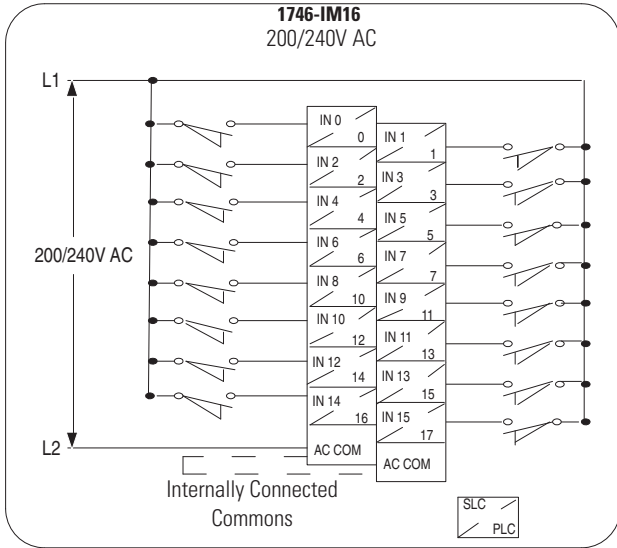 1746-IM16
200/240V AC
L1
IN 0
0
IN 1
1
IN 2
2
IN 3
3
IN 4
4
IN 5
5
200/240V AC
IN 6
6
IN 7
7
IN 8
10
IN 9
11
IN 10
12
IN 11
13
IN 12
14
IN 13
15
IN 14
16
IN 15
17
L2
AC COM
AC COM
Internally Connected
Commons
SLC
PLC